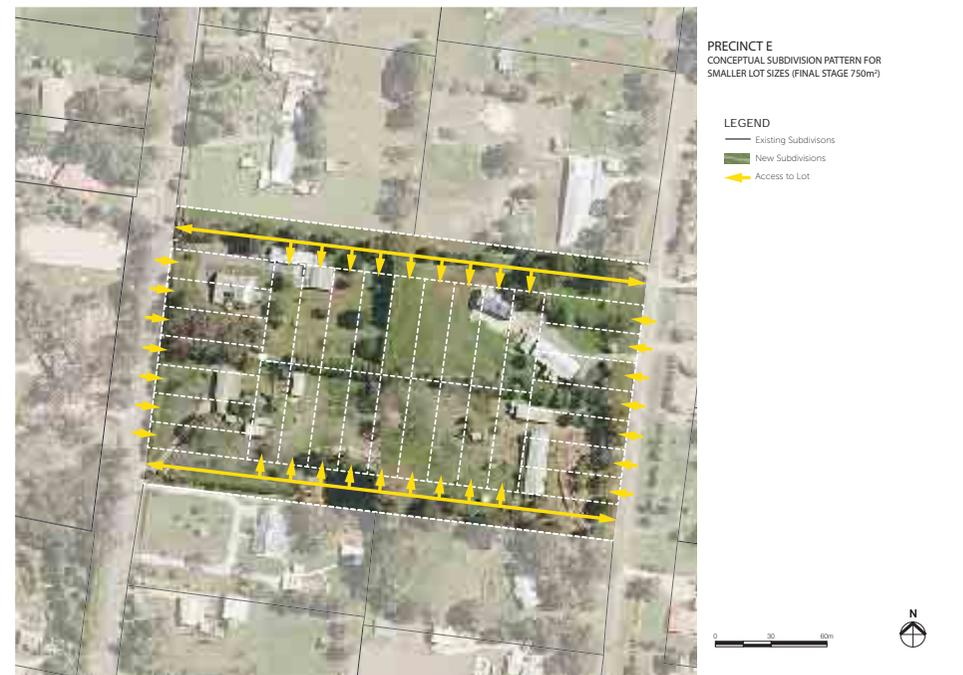 PRECINCT E
CONCEPTUAL SUBDIVISION PATTERN FOR
SMALLER LOT SIZES (FINAL STAGE 750m²)
LEGEND
Existing Subdivisons
New Subdivisions
Access to Lot
N
0 30 60m